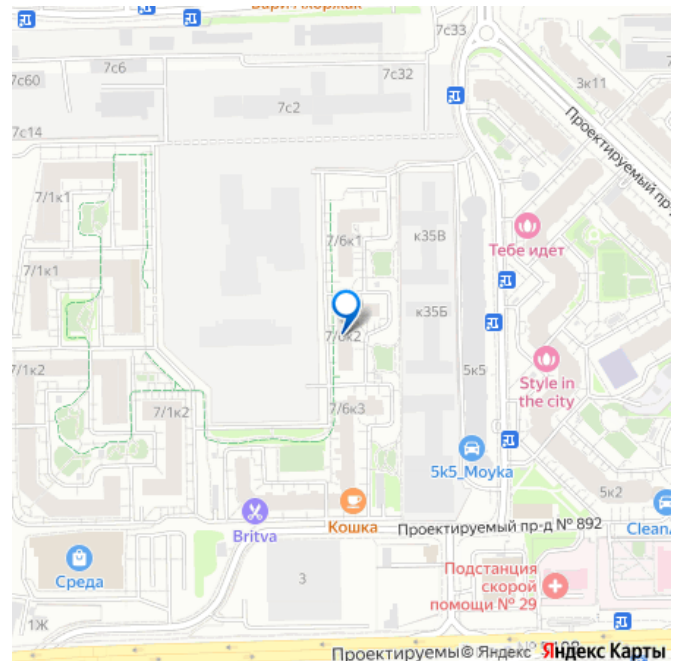 7с33
7с60
7с6
7с32
3к11
7с2
7с14
Проектируемый пр-
7/1к1
7/6к1
к35В
Тебе идет
7/1к1
к35Б
7/6к2
7/1к2
5к5
Style in
the city
7/1к2
7/6к3
5k5_Moyka
5к2
Britva
Кошка
Проектируемый пр-д № 892
Среда
3
Подстанция
скорой
помощи № 29
1Ж
Проектируемы
© Яндекс
Яндекс Карты